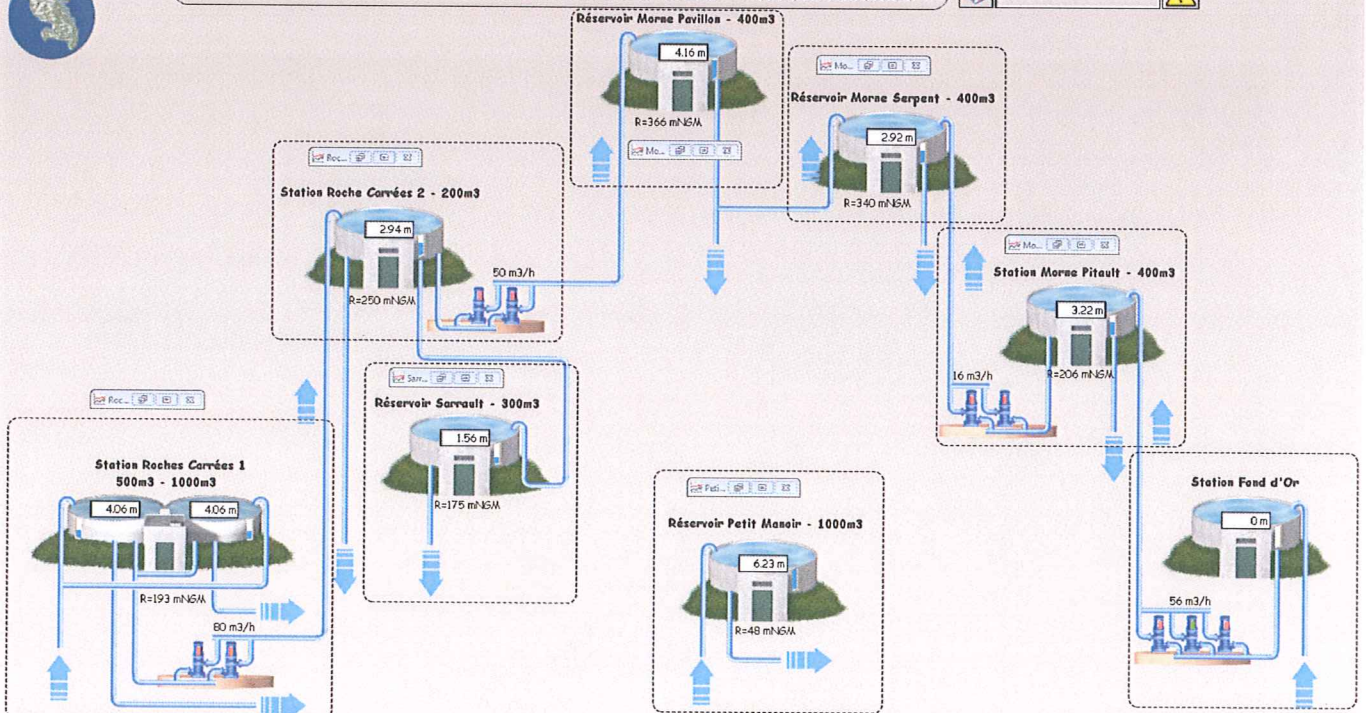 Réservoir Morne Pavillon - 400m3
4.16 m
R=366 mNGM
Mo...
Mo...
Réservoir Morne Serpent - 400m3
2.92 m
R=340 mNGM
Roc...
Station Roche Carrées 2 - 200m3
2.94 m
R=250 mNGM
50 m3/h
Mo...
Station Morne Pitault - 400m3
3.22 m
R=206 mNGM
16 m3/h
Sarr...
Réservoir Sarrault - 300m3
1.56 m
R=175 mNGM
Roc...
Station Roches Carrées 1
500m3 - 1000m3
4.06 m
4.06 m
R=193 mNGM
80 m3/h
Peti...
Réservoir Petit Manoir - 1000m3
6.23 m
R=48 mNGM
Station Fond d'Or
0 m
56 m3/h